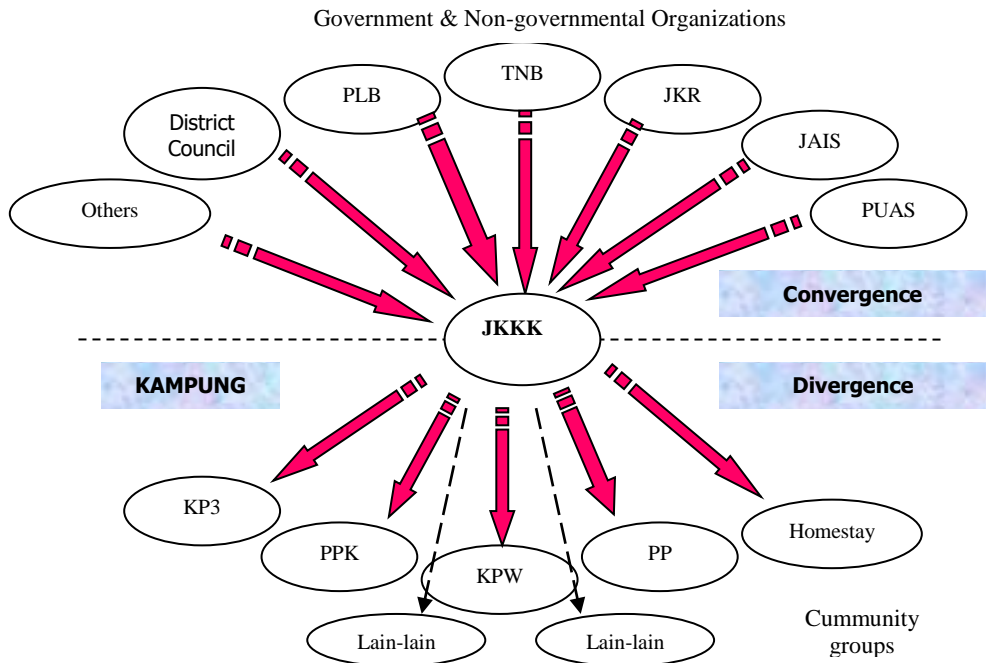 Government & Non-governmental Organizations
TNB
PLB
JKR
District
Council
JAIS
Others
PUAS
Convergence
JKKK
KAMPUNG
Divergence
KP3
Homestay
PPK
PP
KPW
Lain-lain
Lain-lain
Cummunity
groups